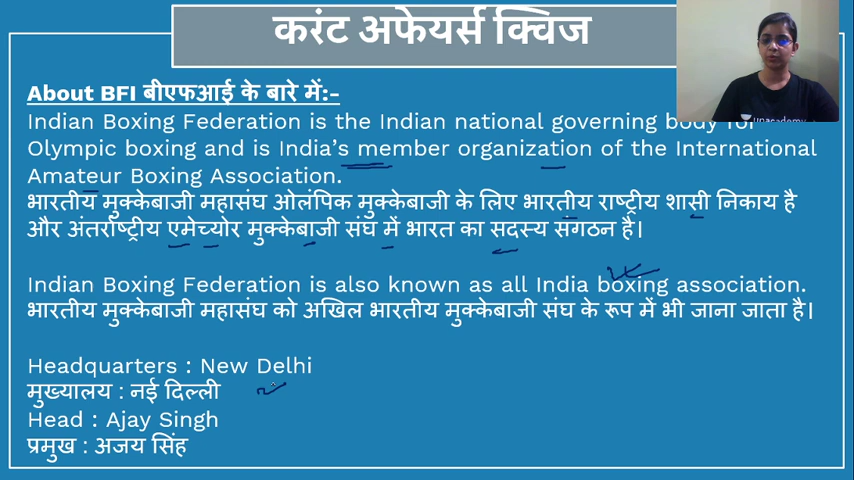 करंट अफेयर्स क्विज
About BFI बीएफआई के बारे में:-
Indian Boxing Federation is the Indian national governing body for
Olympic boxing and is India's member organization of the International
Amateur Boxing Association.
भारतीय मुक्केबाजी महासंघ ओलंपिक मुक्केबाजी के लिए भारतीय राष्ट्रीय शासी निकाय है
और अंतर्राष्ट्रीय एमेच्योर मुक्केबाजी संघ में भारत का सदस्य संगठन है।
Indian Boxing Federation is also known as all India boxing association.
भारतीय मुक्केबाजी महासंघ को अखिल भारतीय मुक्केबाजी संघ के रूप में भी जाना जाता है।
Headquarters : New Delhi
मुख्यालय : नई दिल्ली
Head : Ajay Singh
प्रमुख : अजय सिंह